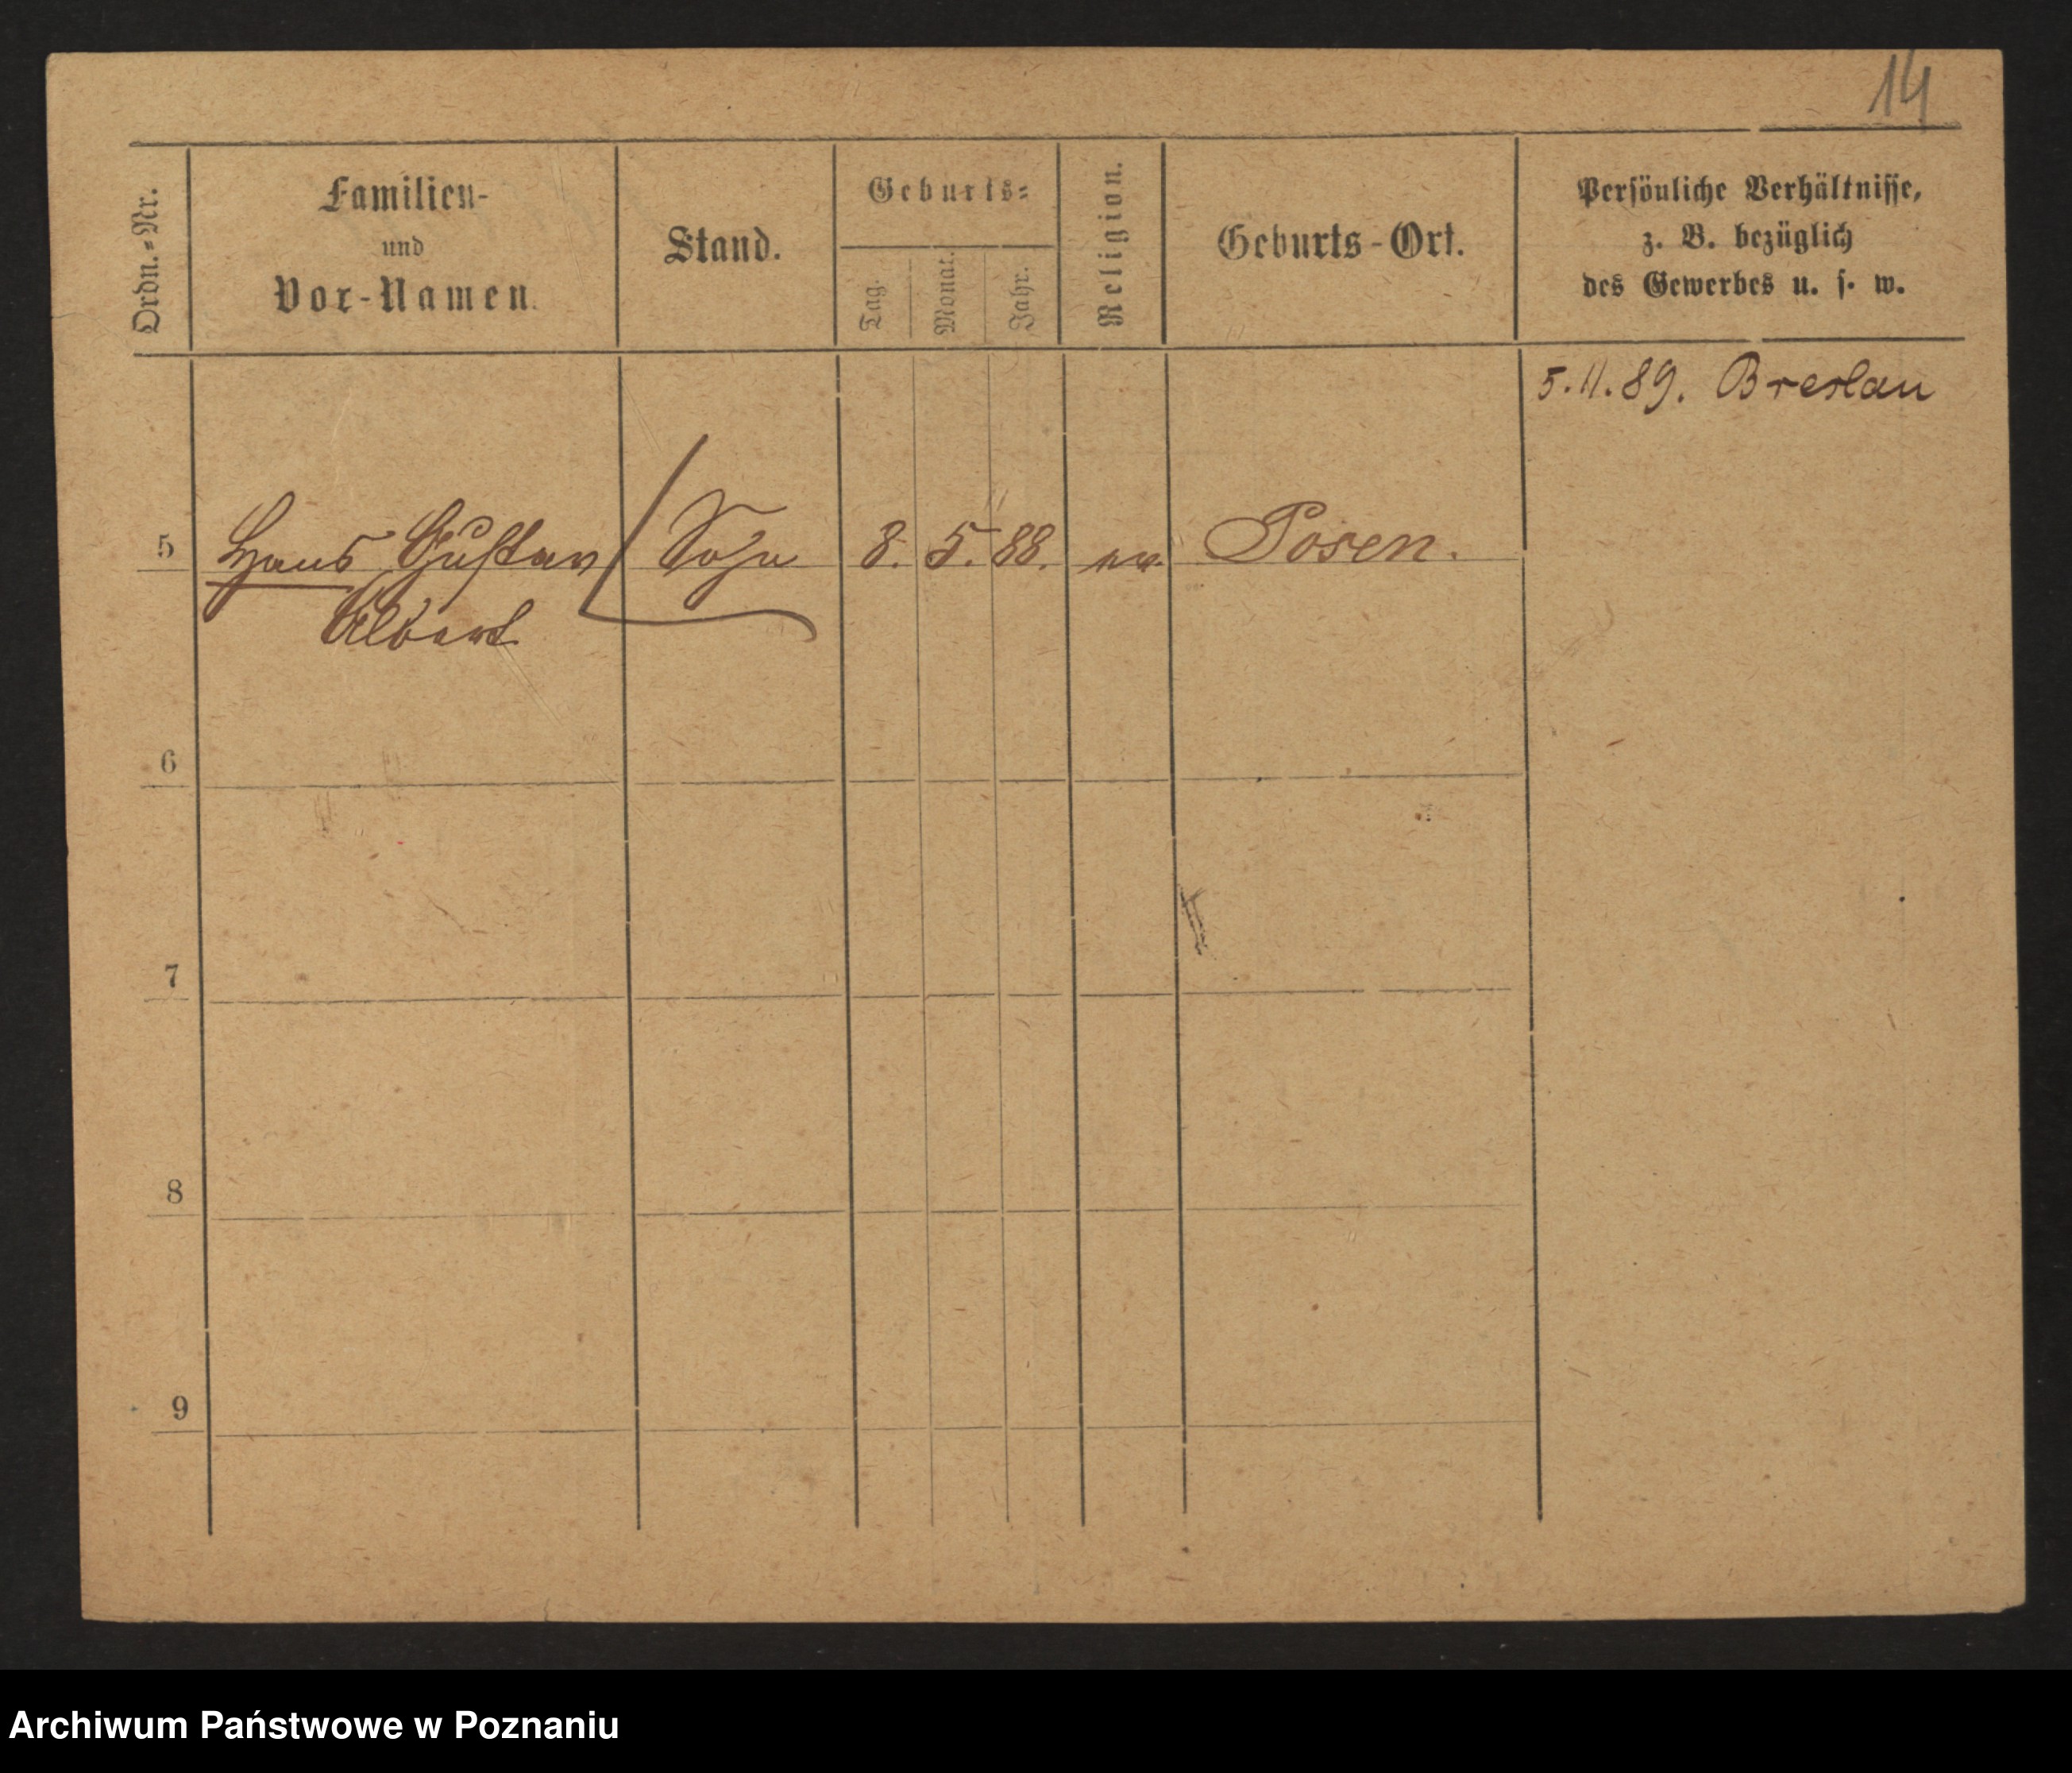 14
Ordn.-Nr.
Familien-
und
Vor-Namen.
Stand.
Geburts-
Tag.
Monat.
Jahr.
Religion.
Geburts-Ort.
Persönliche Verhältnisse,
z. B. bezüglich
des Gewerbes u. s. w.
5.11.89. Breslau
5 Hans Gustav Sohn 8. 5. 88. ev. Posen.
Albert
6
7
8
9
Archiwum Państwowe w Poznaniu